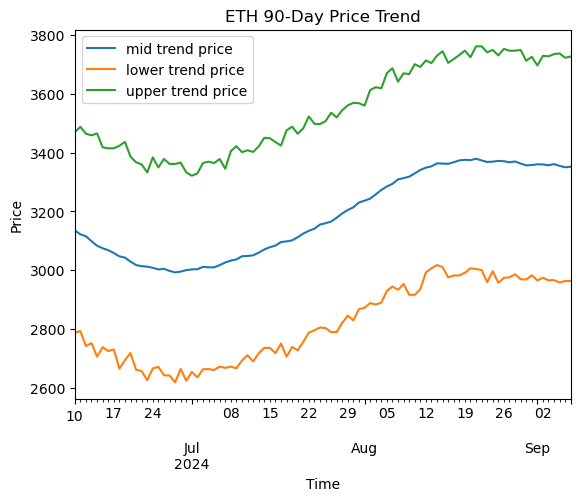 ETH 90-Day Price Trend
mid trend price
lower trend price
upper trend price
3800
3600
3400
3200
3000
2800
2600
Price
10 17 24 08 15 22 29 05 12 19 26 02
Jul Aug Sep
2024
Time